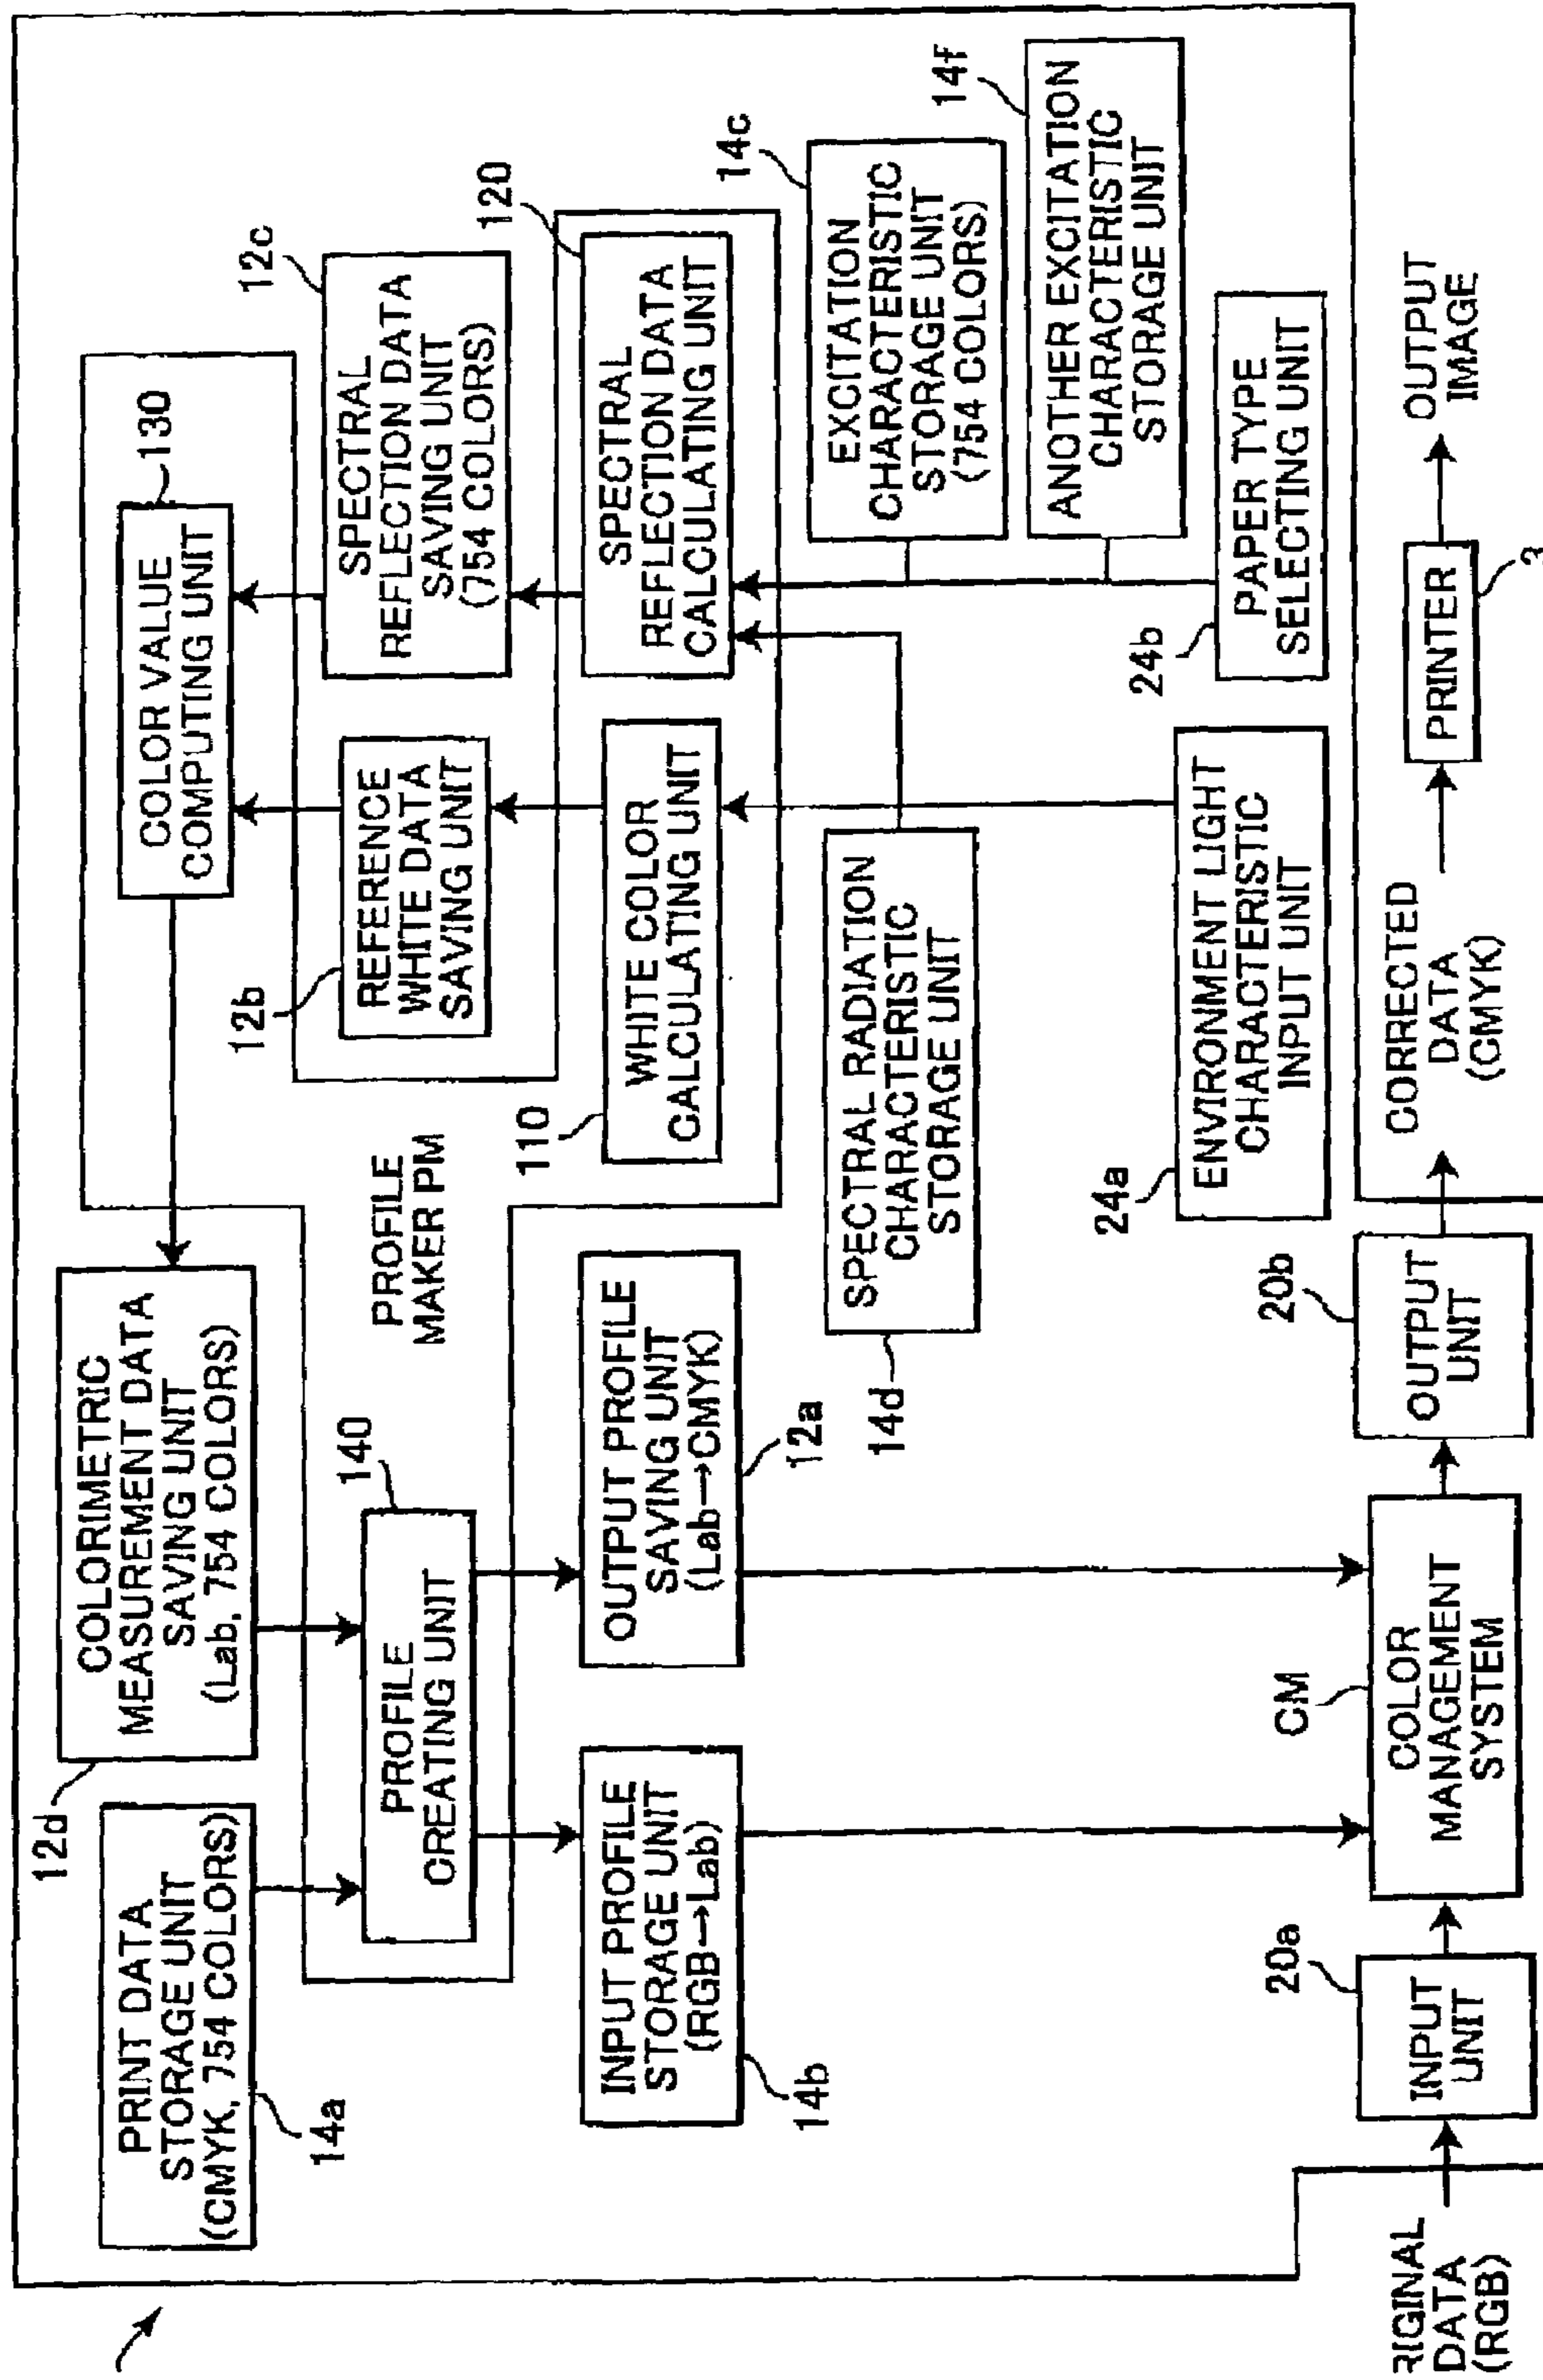 12d
14a
PRINT DATA
STORAGE UNIT
(CMYK, 754 COLORS)
COLORIMETRIC
MEASUREMENT DATA
SAVING UNIT
(Lab, 754 COLORS)
COLOR VALUE
COMPUTING UNIT
130
140
PROFILE
CREATING UNIT
PROFILE
MAKER PM
12b
REFERENCE
WHITE DATA
SAVING UNIT
12c
SPECTRAL
REFLECTION DATA
SAVING UNIT
(754 COLORS)
INPUT PROFILE
STORAGE UNIT
(RGB→Lab)
14b
OUTPUT PROFILE
SAVING UNIT
(Lab→CMYK)
12a
110
WHITE COLOR
CALCULATING UNIT
120
SPECTRAL
REFLECTION DATA
CALCULATING UNIT
14d
SPECTRAL RADIATION
CHARACTERISTIC
STORAGE UNIT
14c
EXCITATION
CHARACTERISTIC
STORAGE UNIT
(754 COLORS)
14f
ANOTHER EXCITATION
CHARACTERISTIC
STORAGE UNIT
24a
ENVIRONMENT LIGHT
CHARACTERISTIC
INPUT UNIT
24b
PAPER TYPE
SELECTING UNIT
RIGINAL
DATA
(RGB)
20a
INPUT
UNIT
CM
COLOR
MANAGEMENT
SYSTEM
20b
OUTPUT
UNIT
CORRECTED
DATA
(CMYK)
PRINTER
3
OUTPUT
IMAGE